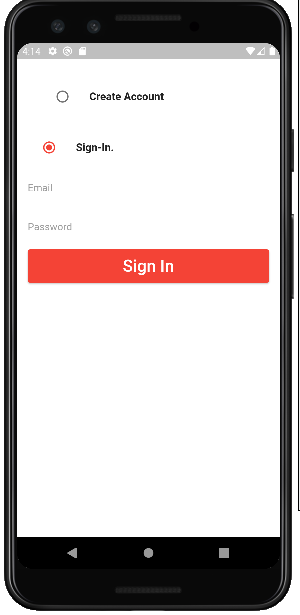 4:14
Create Account
Sign-In.
Email
Password
Sign In